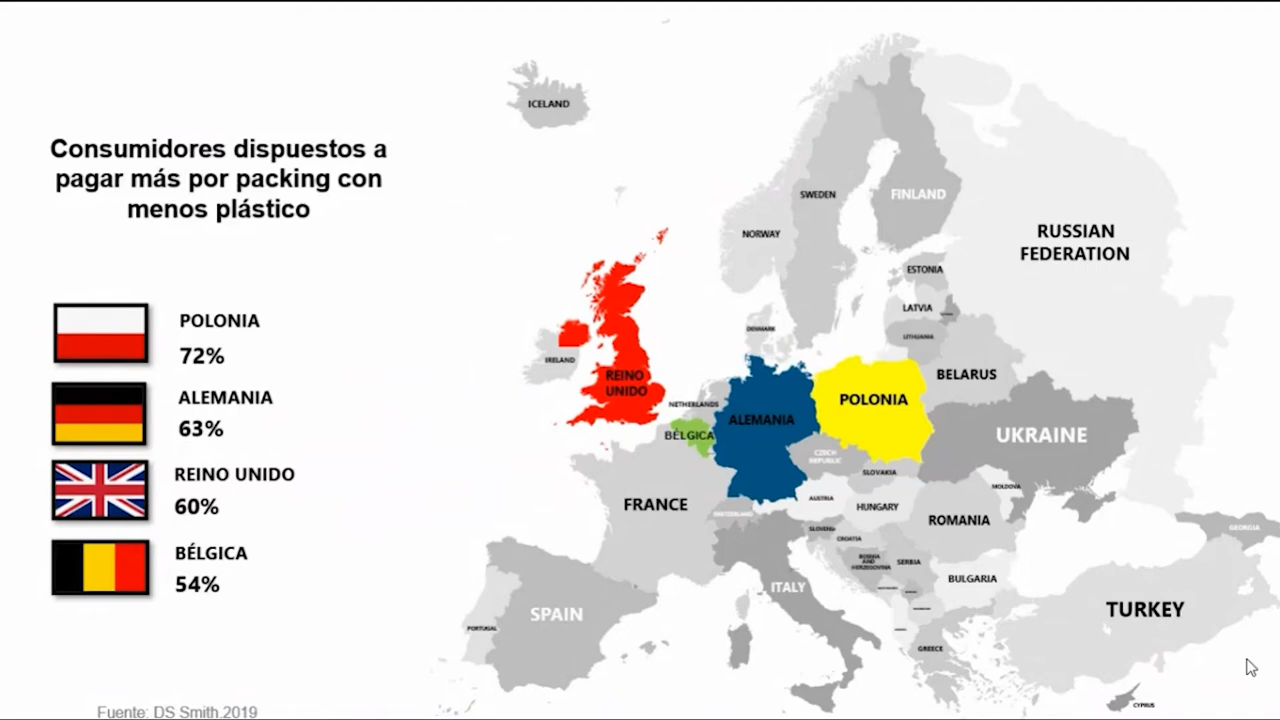 Consumidores dispuestos a
pagar más por packing con
menos plástico
POLONIA
72%
ALEMANIA
63%
REINO UNIDO
60%
BÉLGICA
54%
Fuente: DS Smith.2019
ICELAND
SWEDEN
FINLAND
NORWAY
RUSSIAN
FEDERATION
ESTONIA
LATVIA
LITHUANIA
DENMARK
IRELAND
REINO
UNIDO
NETHERLANDS
BÉLGICA
ALEMANIA
POLONIA
BELARUS
UKRAINE
CZECH
REPUBLIC
SLOVAKIA
MOLDOVA
FRANCE
SWITZERLAND
AUSTRIA
HUNGARY
ROMANIA
SLOVENIA
CROATIA
BOSNIA
AND
HERZEGOVINA
SERBIA
BULGARIA
GEORGIA
ITALY
SPAIN
PORTUGAL
TURKEY
GREECE
CYPRUS